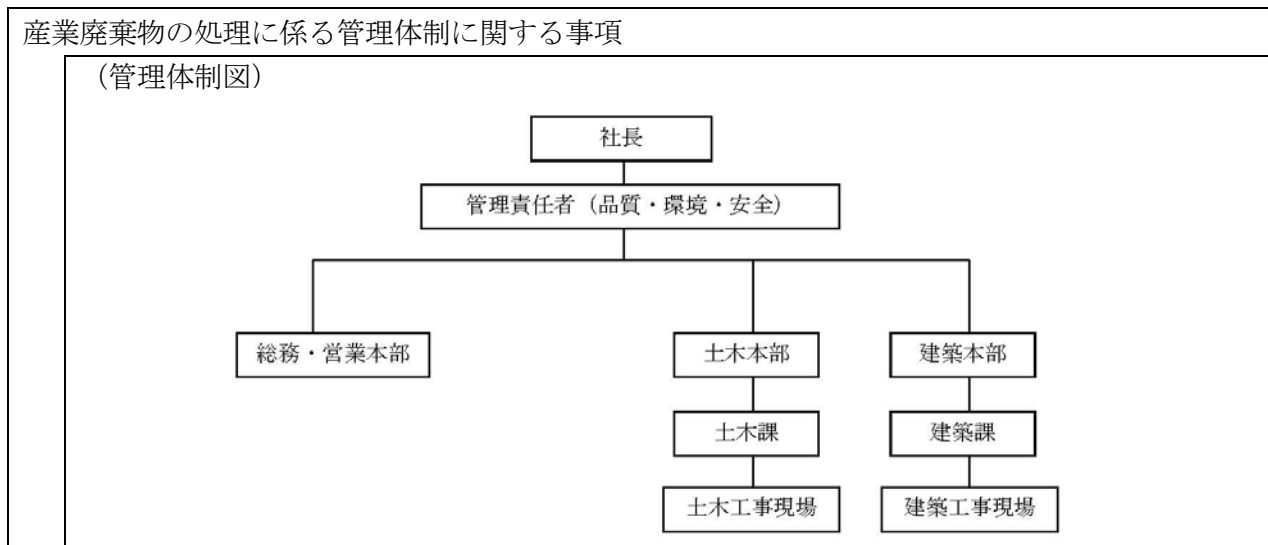 産業廃棄物の処理に係る管理体制に関する事項
（管理体制図）
社長
管理責任者（品質・環境・安全）
総務・営業本部
土木本部
建築本部
土木課
建築課
土木工事現場
建築工事現場